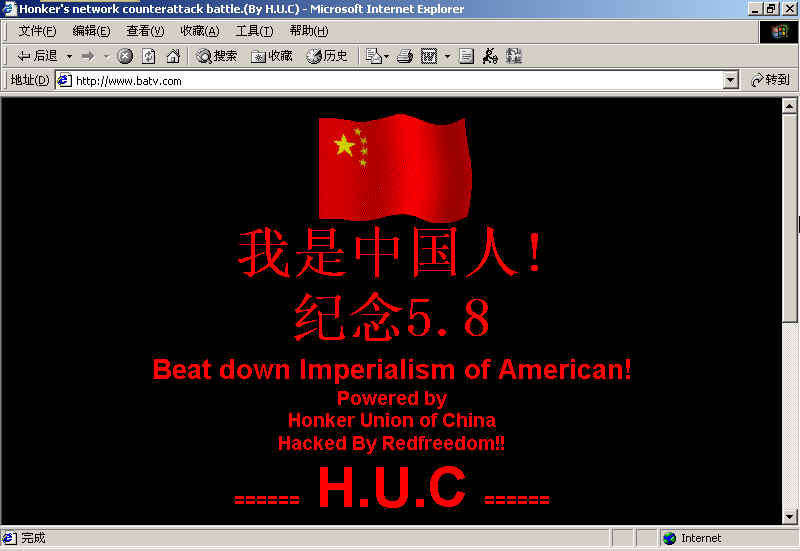 Honker's network counterattack battle.(By H.U.C) - Microsoft Internet Explorer
文件(F) 编辑(E) 查看(V) 收藏(A) 工具(T) 帮助(H)
后退 搜索 收藏 历史
地址(D) http://www.batv.com 转到
我是中国人!
纪念5.8
Beat down Imperialism of American!
Powered by
Honker Union of China
Hacked By Redfreedom!!
====== H.U.C ======
完成 Internet